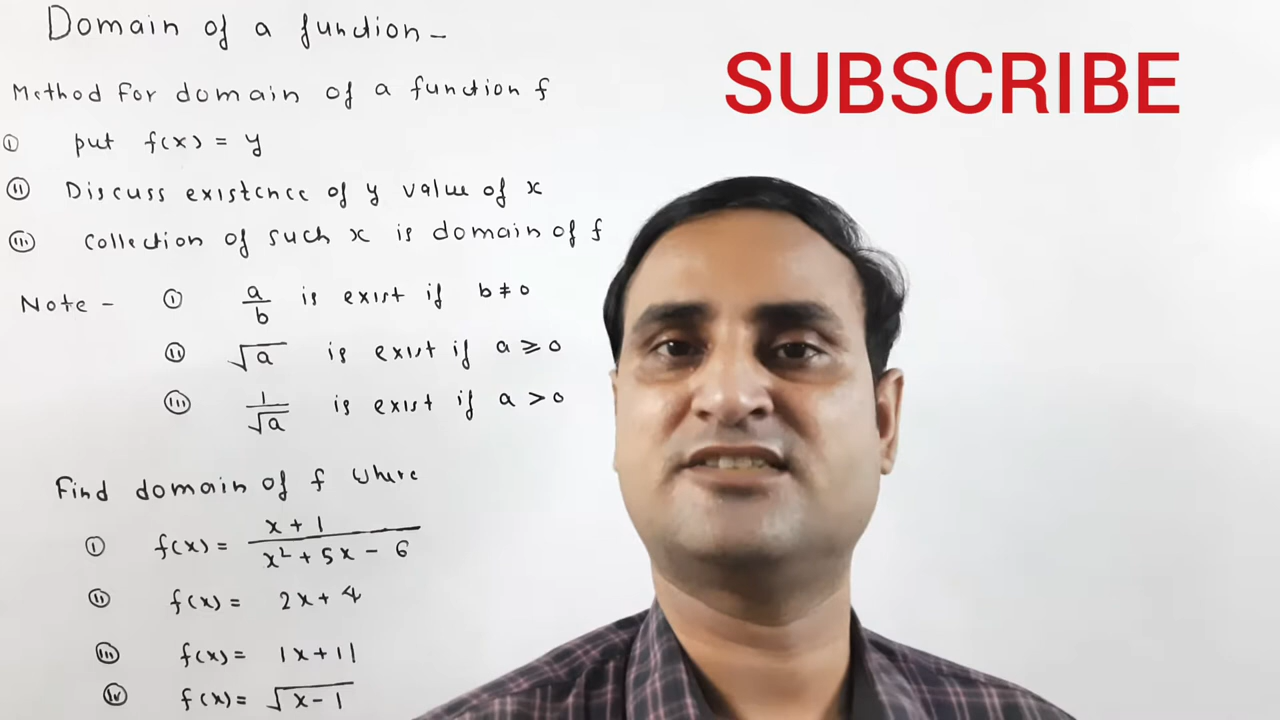 Domain of a function -
SUBSCRIBE
Method For domain of a function f
(i) put f(x) = y
(ii) Discuss existence of y value of x
(iii) Collection of such x is domain of f
Note - (i) a/b is exist if b ≠ 0
(ii) √a is exist if a ≥ 0
(iii) 1/√a is exist if a > 0
Find domain of f where
(i) f(x) = (x + 1)/(x² + 5x - 6)
(ii) f(x) = 2x + 4
(iii) f(x) = |x + 1|
(iv) f(x) = √(x - 1)